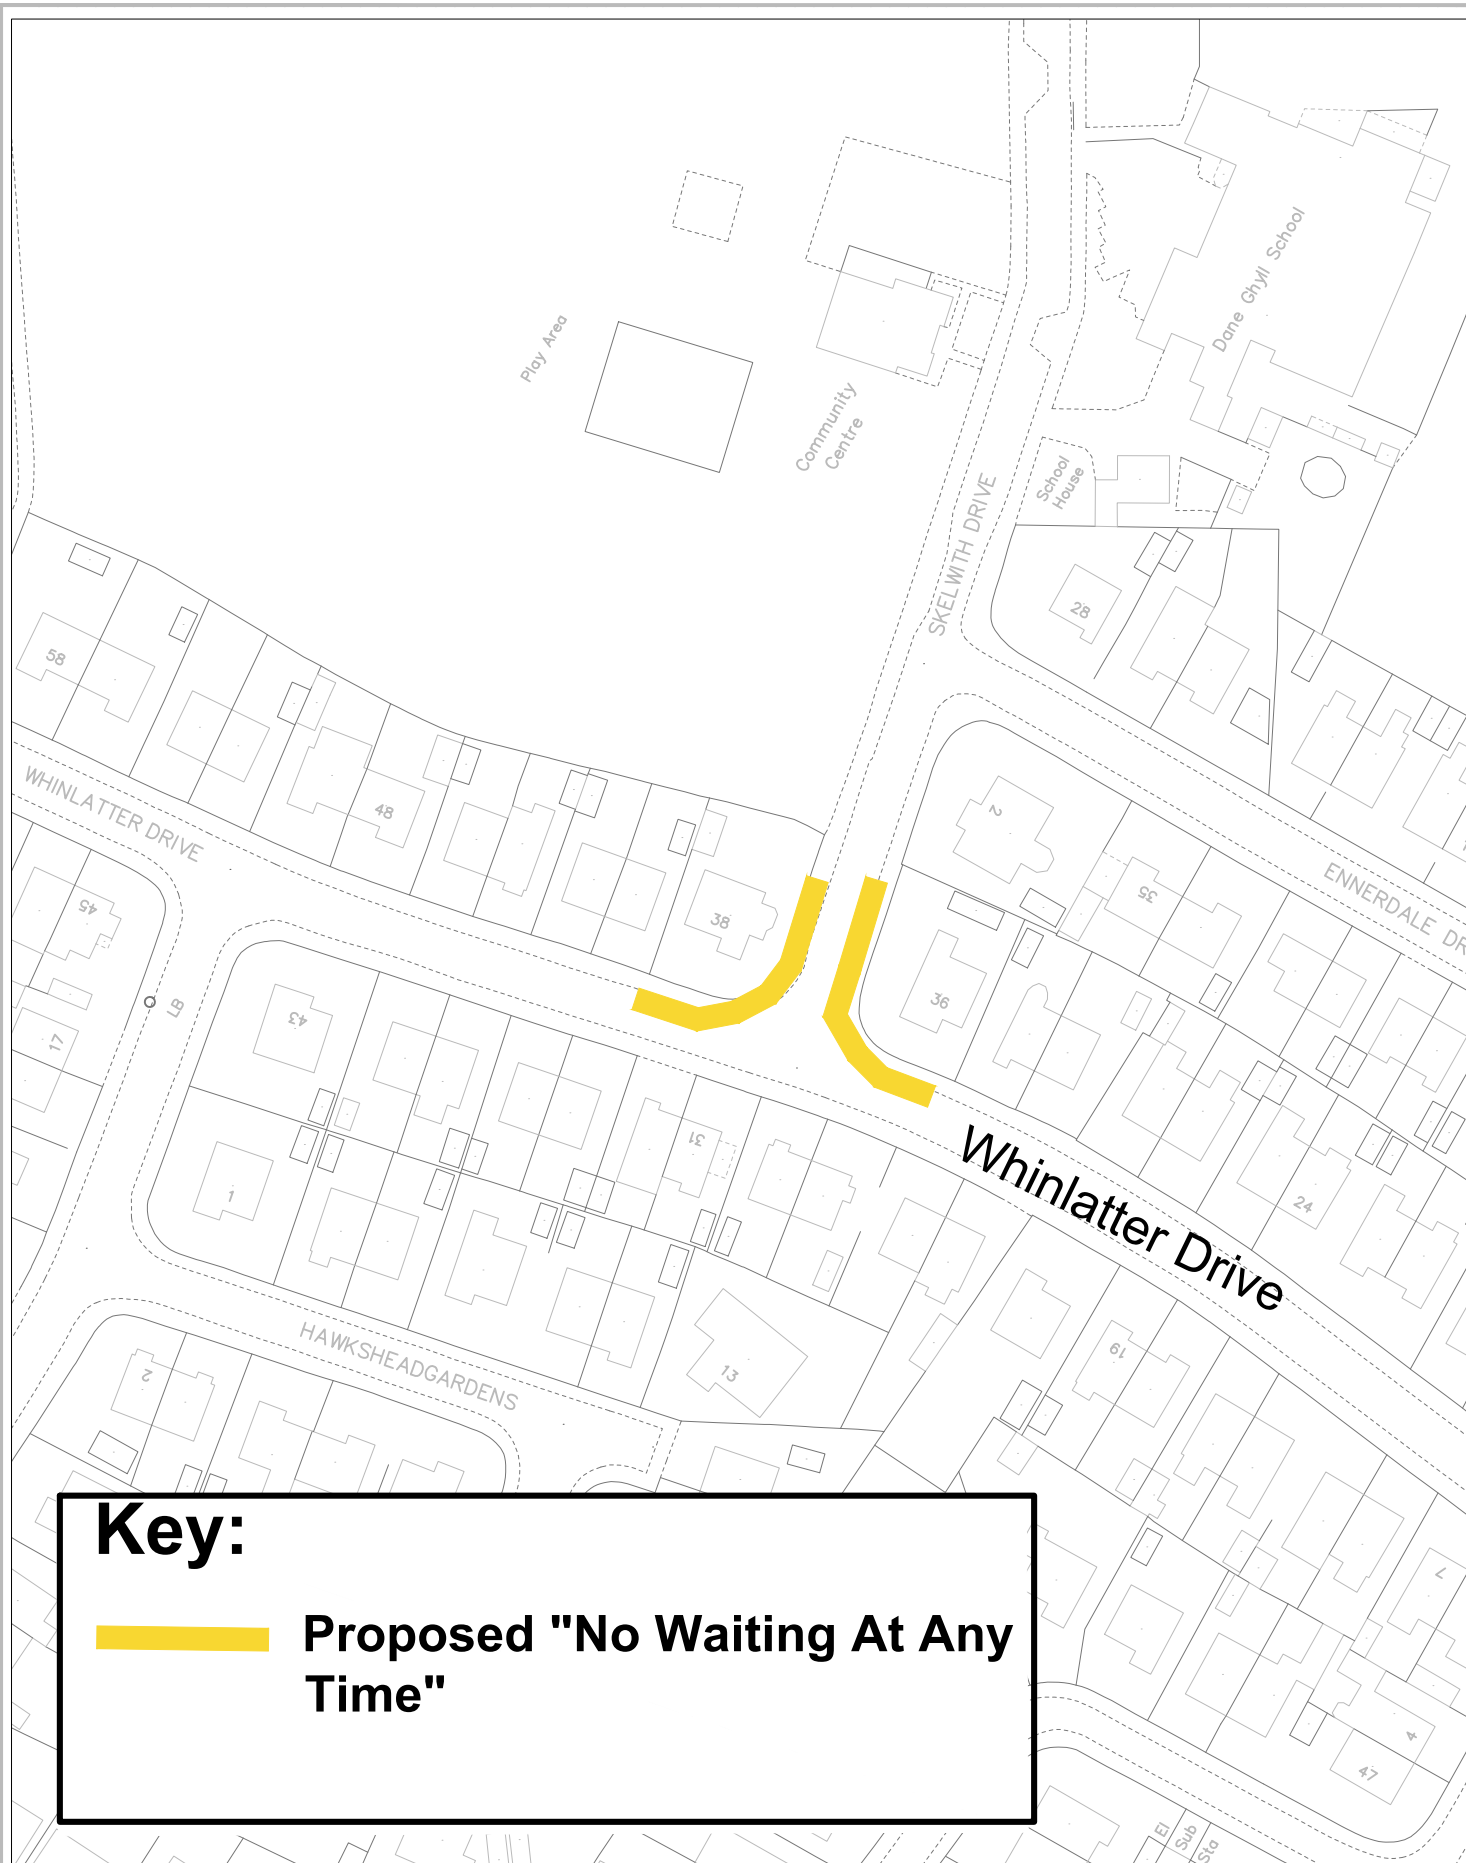 Dane Ghyll School
Play Area
Community
Centre
School
House
SKELWITH DRIVE
28
58
WHINLATTER DRIVE
48
2
35
ENNERDALE DR
45
38
36
LB
43
17
31
1
24
Whinlatter Drive
HAWKSHEADGARDENS
13
19
2
7
Key:
Proposed "No Waiting At Any
Time"
4
47
El
Sub
Sta